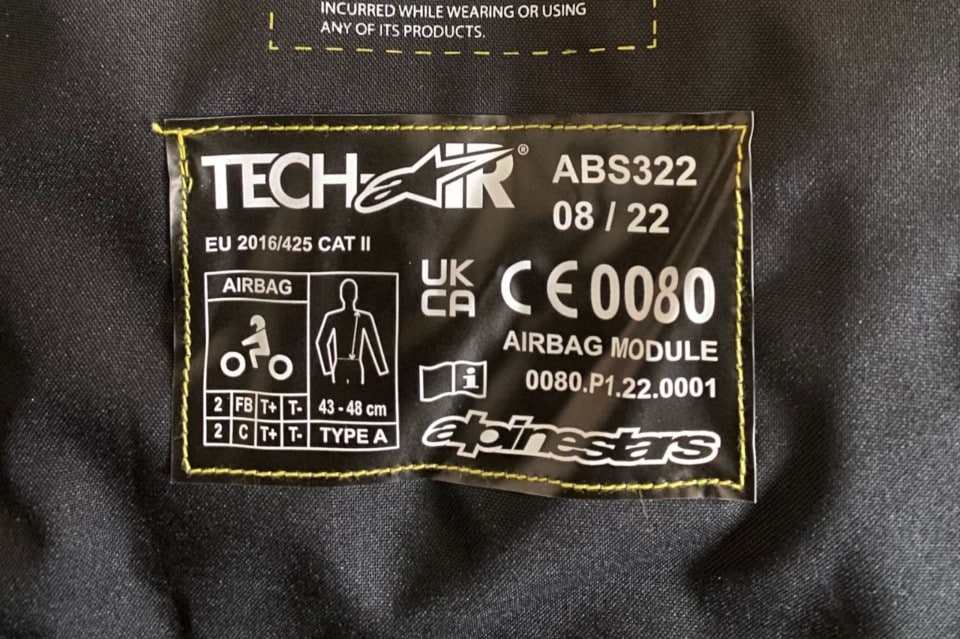 INCURRED WHILE WEARING OR USING
ANY OF ITS PRODUCTS.
TECH-AIR®
ABS322
08 / 22
EU 2016/425 CAT II
UK
CA
CE 0080
AIRBAG
AIRBAG MODULE
i
0080.P1.22.0001
2 FB T+ T- 43 - 48 cm
2 C T+ T- TYPE A
alpinestars